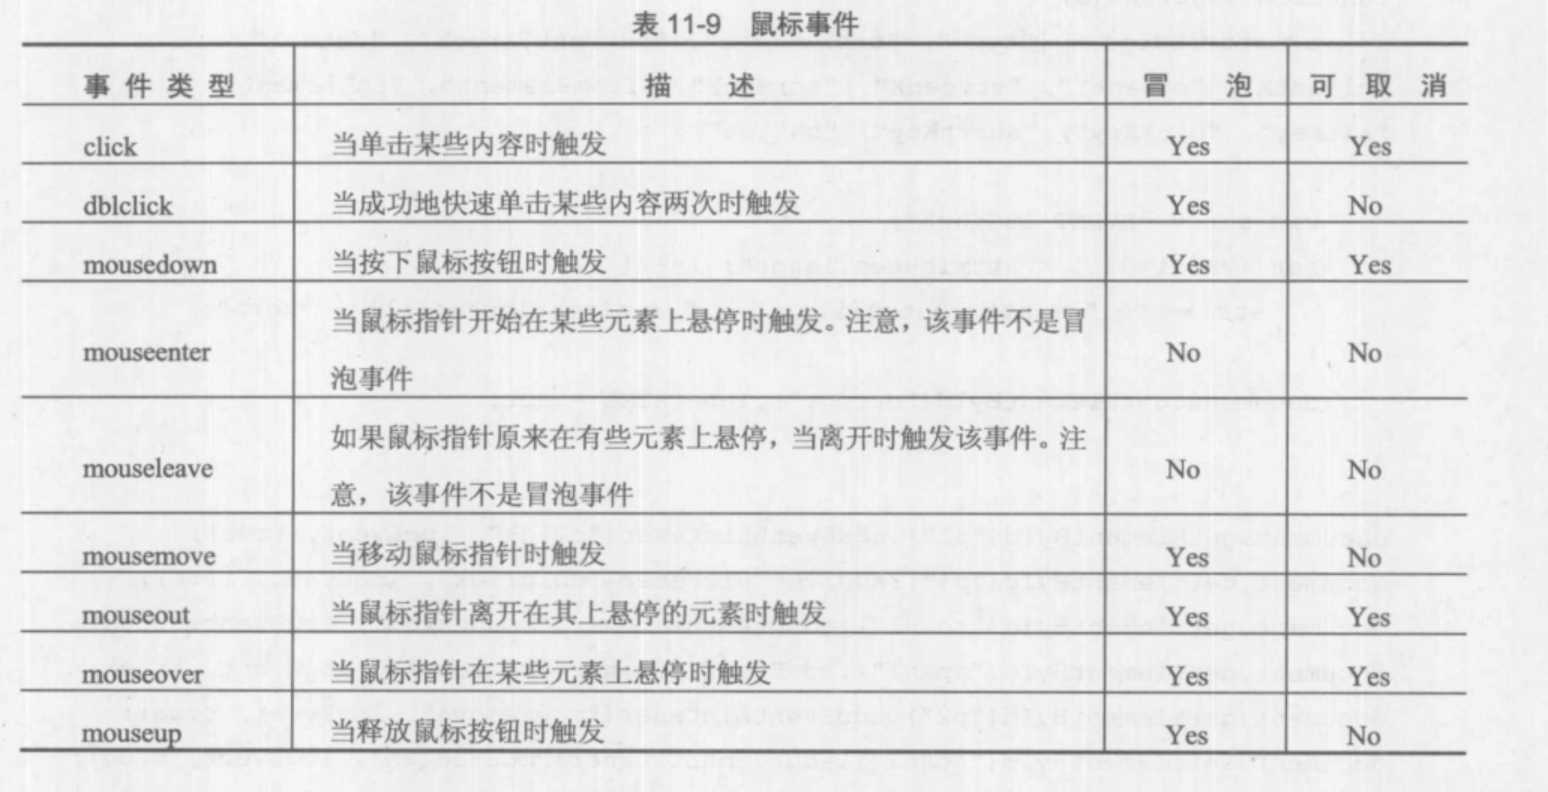 表 11-9 鼠标事件
事件类型 描述 冒泡 可取消
click 当单击某些内容时触发 Yes Yes
dblclick 当成功地快速单击某些内容两次时触发 Yes No
mousedown 当按下鼠标按钮时触发 Yes Yes
当鼠标指针开始在某些元素上悬停时触发。注意，该事件不是冒
mouseenter No No
泡事件
如果鼠标指针原来在有些元素上悬停，当离开时触发该事件。注
mouseleave No No
意，该事件不是冒泡事件
mousemove 当移动鼠标指针时触发 Yes No
mouseout 当鼠标指针离开在其上悬停的元素时触发 Yes Yes
mouseover 当鼠标指针在某些元素上悬停时触发 Yes Yes
mouseup 当释放鼠标按钮时触发 Yes No